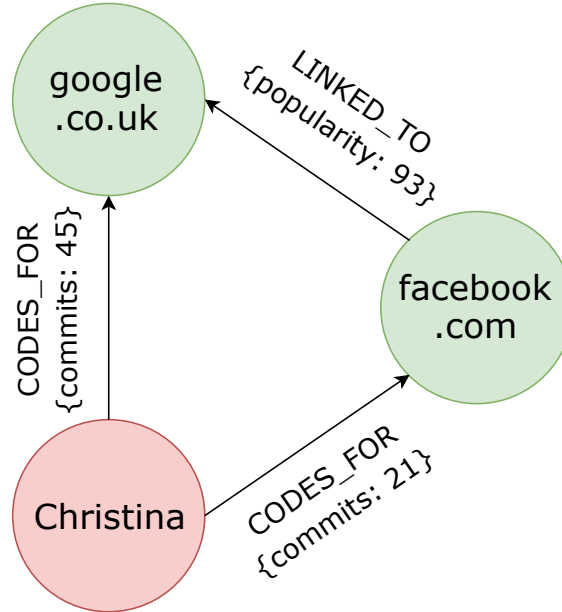 google
.co.uk
LINKED_TO
{popularity: 93}
CODES_FOR
{commits: 45}
facebook
.com
Christina
CODES_FOR
{commits: 21}